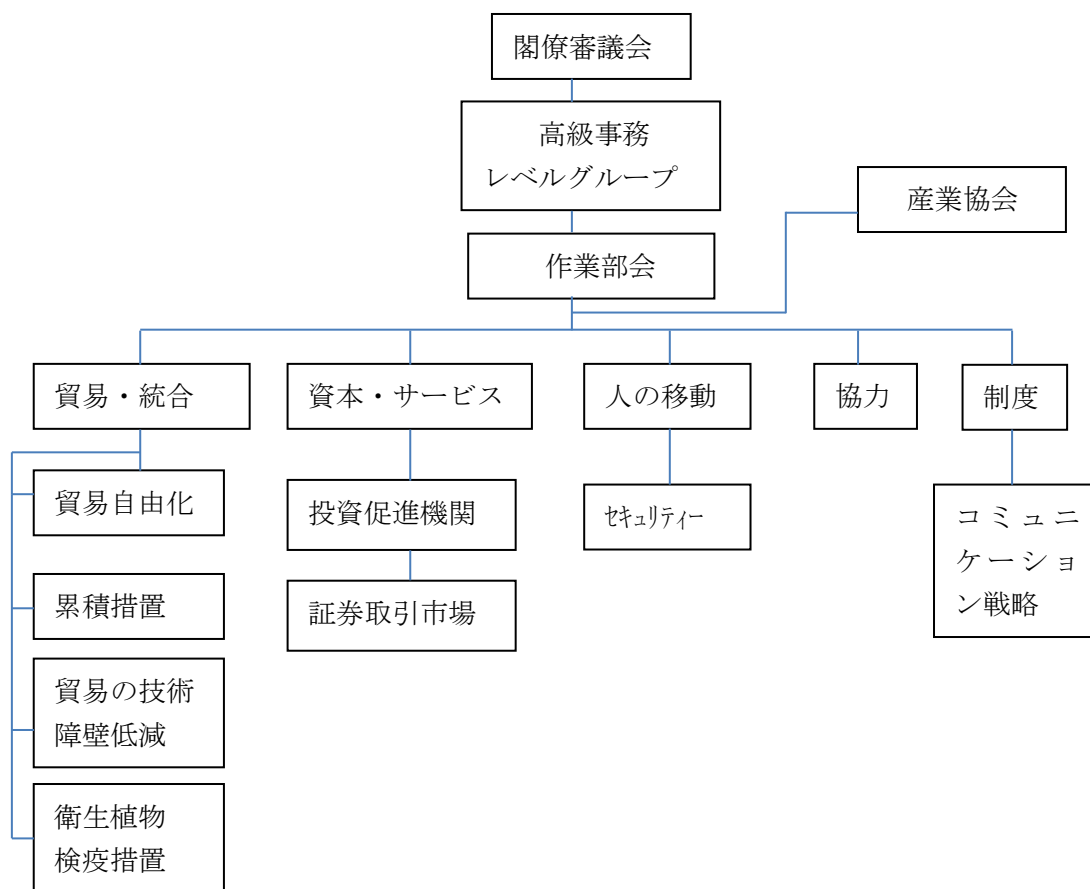 閣僚審議会
高級事務
レベルグループ
産業協会
作業部会
貿易・統合
資本・サービス
人の移動
協力
制度
貿易自由化
投資促進機関
セキュリティー
コミュニ
ケーショ
ン戦略
累積措置
証券取引市場
貿易の技術
障壁低減
衛生植物
検疫措置